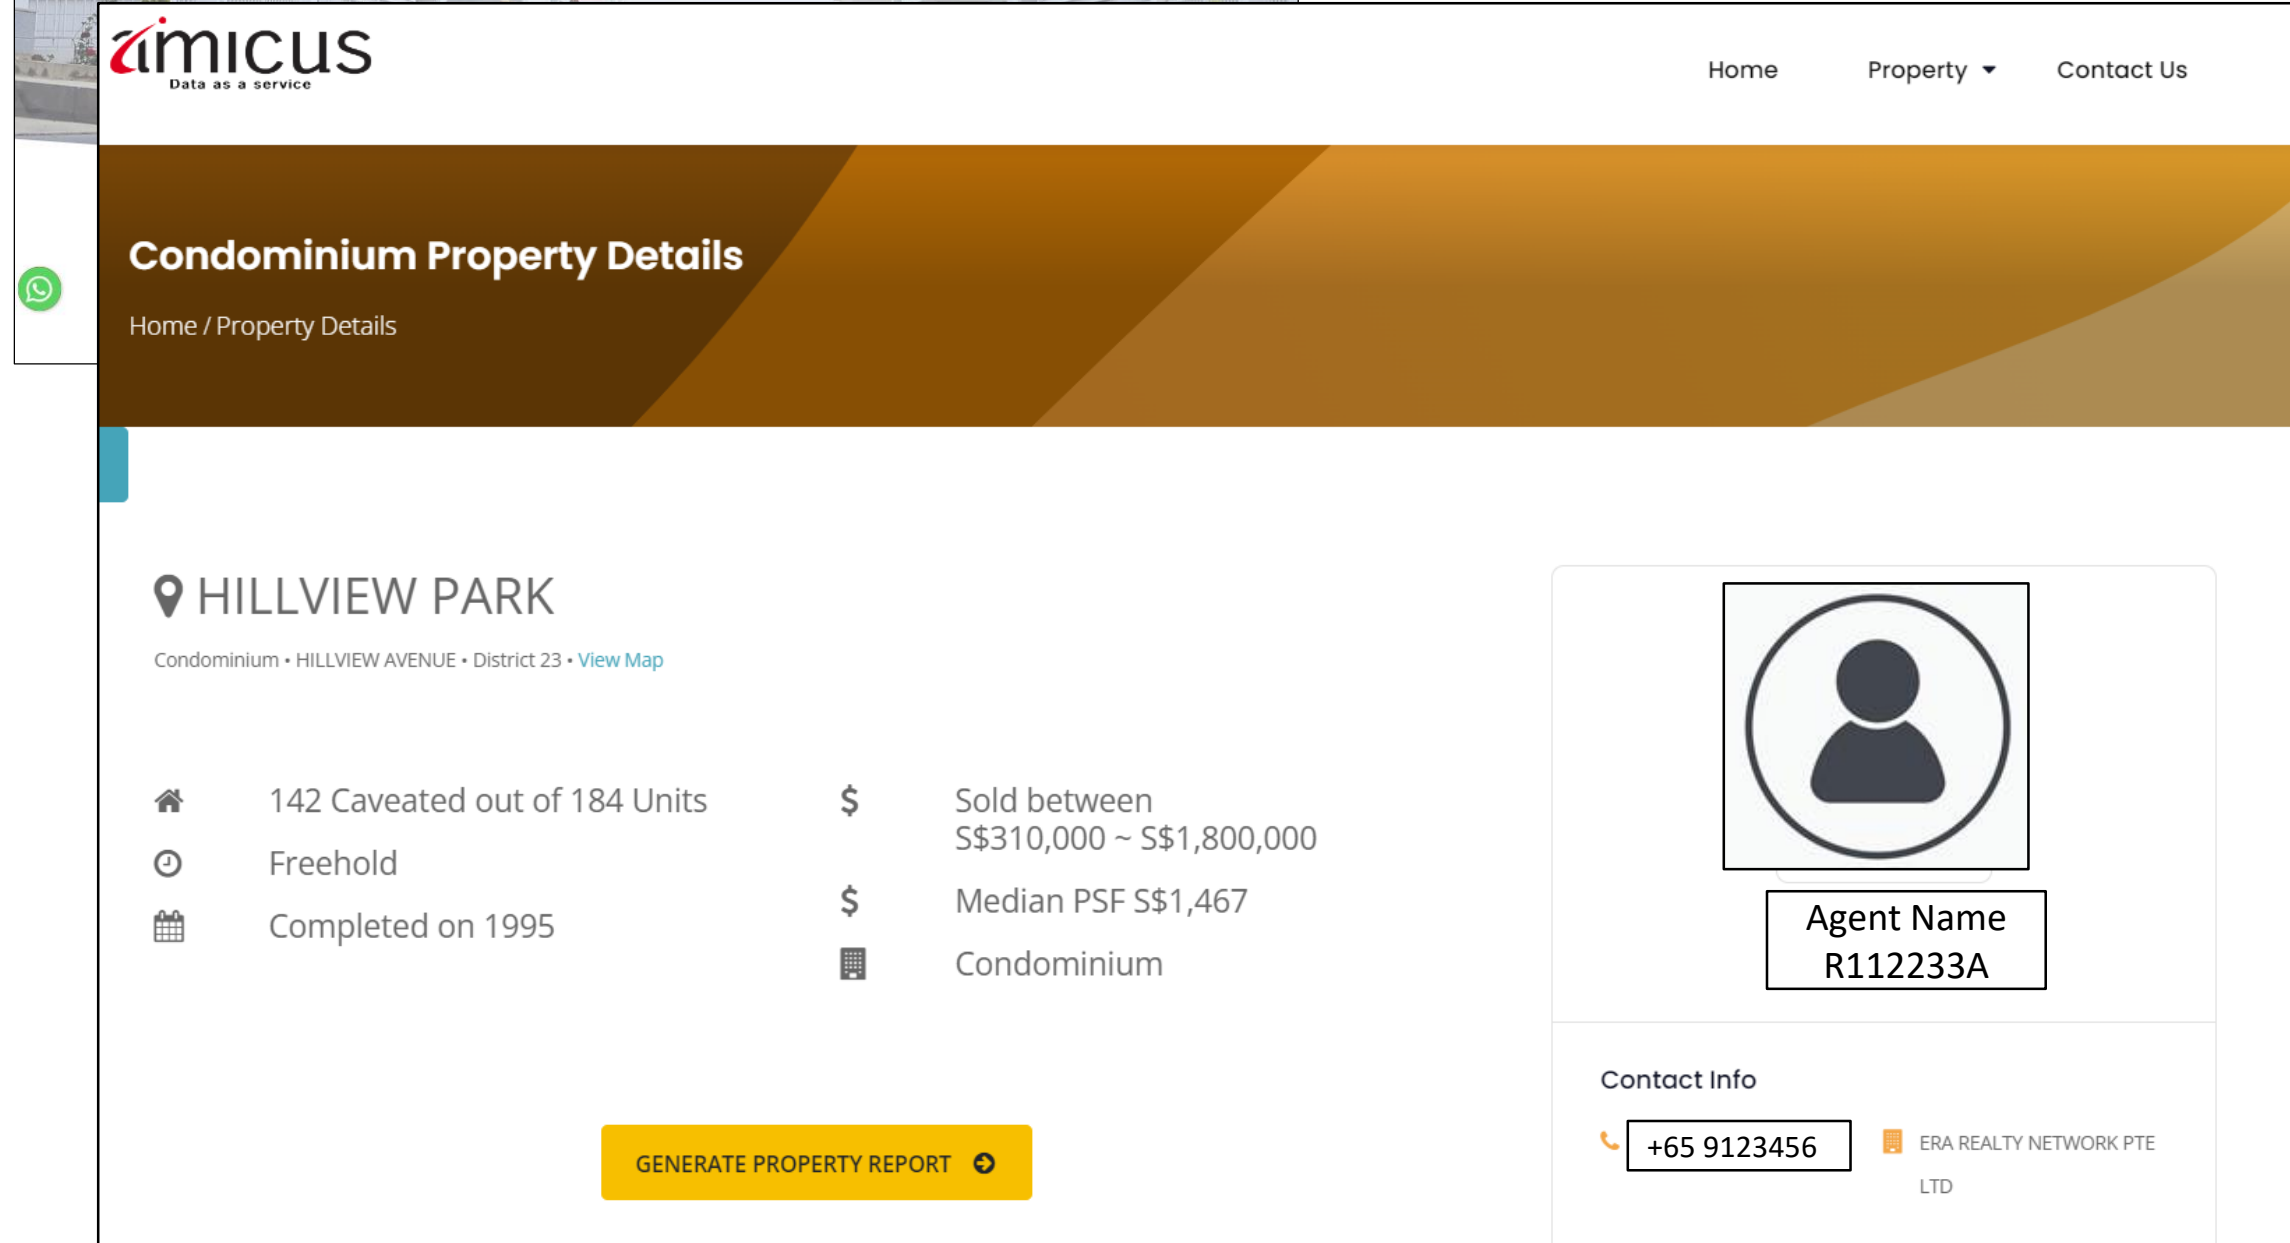 amicus
Data as a service
Home
Property
Contact Us
Condominium Property Details
Home / Property Details
HILLVIEW PARK
Condominium • HILLVIEW AVENUE • District 23 • View Map
142 Caveated out of 184 Units
Freehold
Completed on 1995
$
Sold between
S$310,000 ~ S$1,800,000
$
Median PSF S$1,467
Condominium
GENERATE PROPERTY REPORT
Agent Name
R112233A
Contact Info
+65 9123456
ERA REALTY NETWORK PTE
LTD